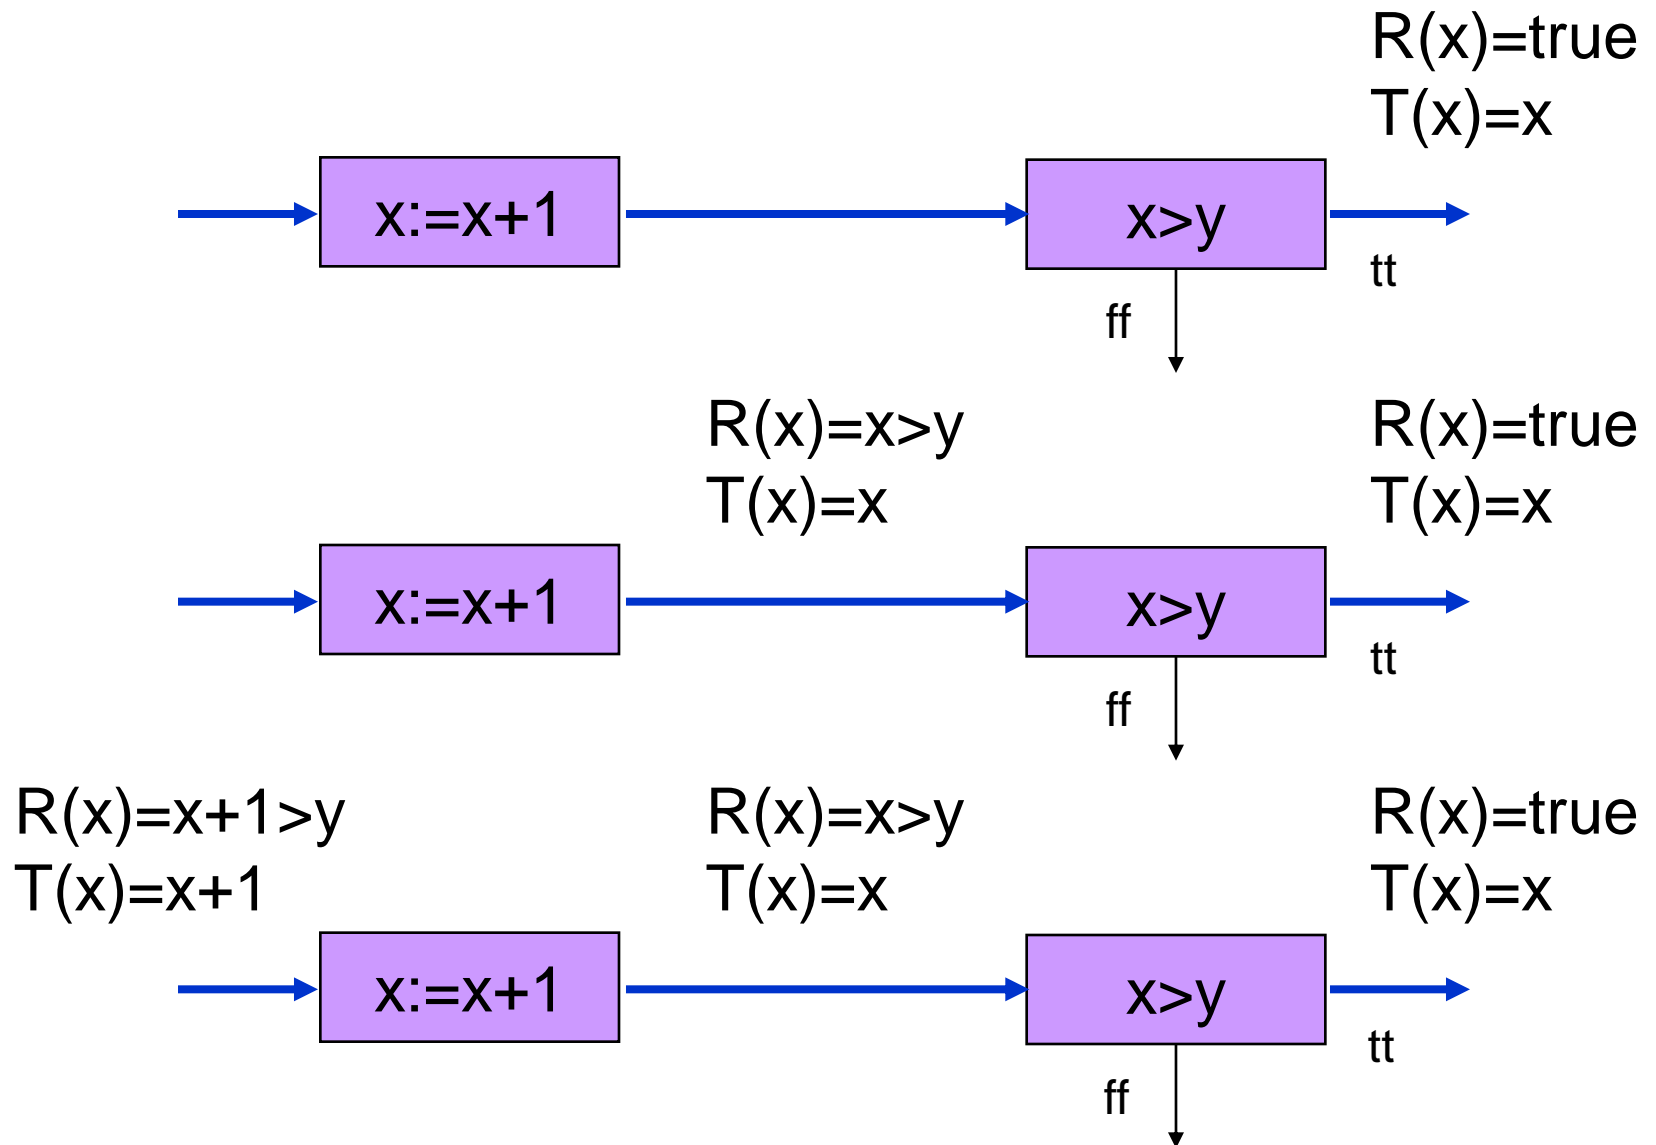 R(x)=true
T(x)=x
x:=x+1
x>y
tt
ff
R(x)=x>y
T(x)=x
R(x)=true
T(x)=x
x:=x+1
x>y
tt
ff
R(x)=x+1>y
T(x)=x+1
R(x)=x>y
T(x)=x
R(x)=true
T(x)=x
x:=x+1
x>y
tt
ff